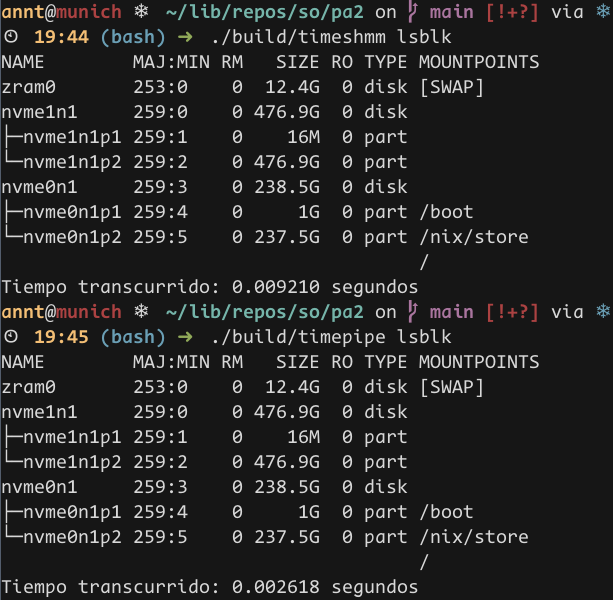 annt@munich ❄ ~/lib/repos/so/pa2 on  main [!+?] via ❄
19:44 (bash) ➜ ./build/timeshmm lsblk
NAME        MAJ:MIN RM   SIZE RO TYPE MOUNTPOINTS
zram0       253:0    0  12.4G  0 disk [SWAP]
nvme1n1     259:0    0 476.9G  0 disk
├─nvme1n1p1 259:1    0    16M  0 part
└─nvme1n1p2 259:2    0 476.9G  0 part
nvme0n1     259:3    0 238.5G  0 disk
├─nvme0n1p1 259:4    0     1G  0 part /boot
└─nvme0n1p2 259:5    0 237.5G  0 part /nix/store
                                      /
Tiempo transcurrido: 0.009210 segundos
annt@munich ❄ ~/lib/repos/so/pa2 on  main [!+?] via ❄
19:45 (bash) ➜ ./build/timepipe lsblk
NAME        MAJ:MIN RM   SIZE RO TYPE MOUNTPOINTS
zram0       253:0    0  12.4G  0 disk [SWAP]
nvme1n1     259:0    0 476.9G  0 disk
├─nvme1n1p1 259:1    0    16M  0 part
└─nvme1n1p2 259:2    0 476.9G  0 part
nvme0n1     259:3    0 238.5G  0 disk
├─nvme0n1p1 259:4    0     1G  0 part /boot
└─nvme0n1p2 259:5    0 237.5G  0 part /nix/store
                                      /
Tiempo transcurrido: 0.002618 segundos